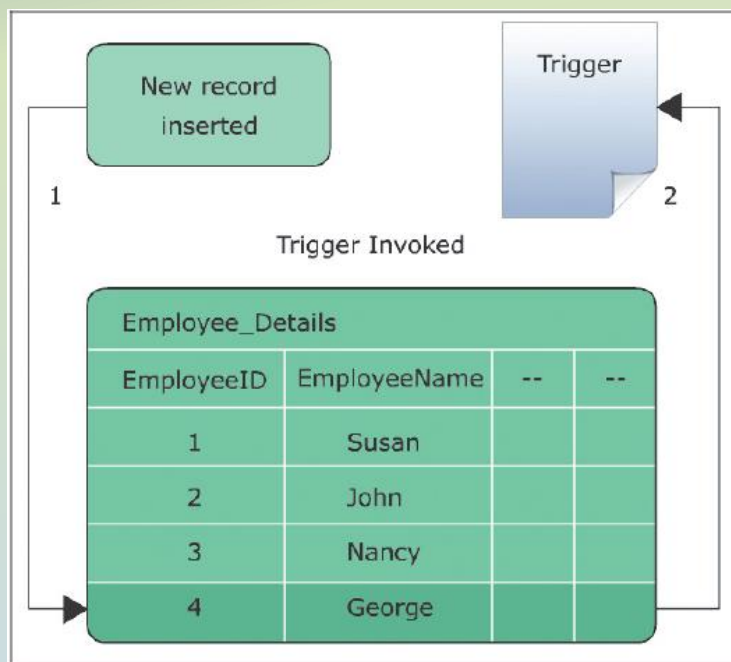 New record
inserted
Trigger
1
2
Trigger Invoked
Employee_Details
EmployeeID EmployeeName -- --
1 Susan
2 John
3 Nancy
4 George